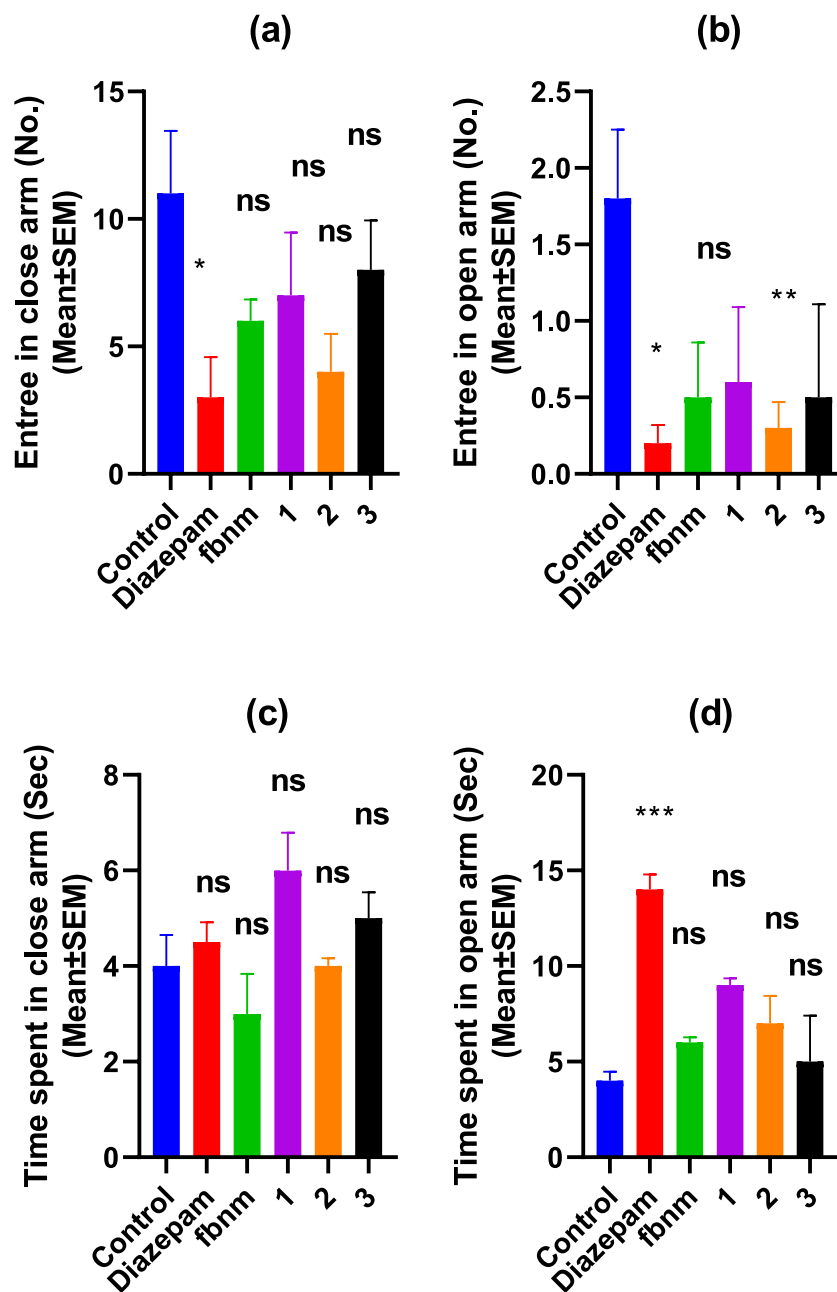 (a)
Entree in close arm (No.)
(Mean±SEM)
15
10
5
0
*
ns
ns
ns
ns
Control
Diazepam
fbnm
1
2
3
(b)
Entree in open arm (No.)
(Mean±SEM)
2.5
2.0
1.5
1.0
0.5
0.0
*
ns
**
Control
Diazepam
fbnm
1
2
3
(c)
Time spent in close arm (Sec)
(Mean±SEM)
8
6
4
2
0
ns
ns
ns
ns
ns
Control
Diazepam
fbnm
1
2
3
(d)
Time spent in open arm (Sec)
(Mean±SEM)
20
15
10
5
0
***
ns
ns
ns
ns
Control
Diazepam
fbnm
1
2
3